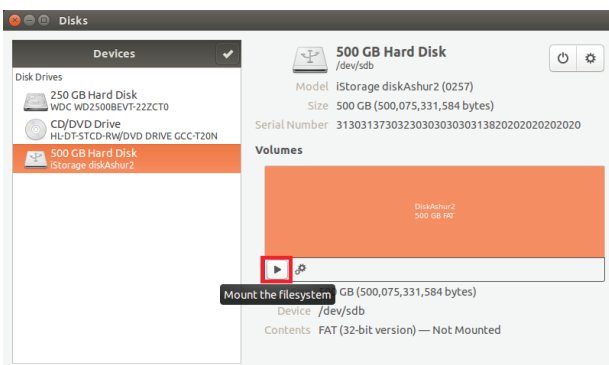 Disks
Devices
Disk Drives
250 GB Hard Disk
WDC WD2500BEVT-22ZCT0
CD/DVD Drive
HL-DT-STCD-RW/DVD DRIVE GCC-T20N
500 GB Hard Disk
iStorage diskAshur2
500 GB Hard Disk
/dev/sdb
Model iStorage diskAshur2 (0257)
Size 500 GB (500,075,331,584 bytes)
Serial Number 31303137303230303030303138202020202020​20
Volumes
DiskAshur2
500 GB FAT
Mount the filesystem
GB (500,075,331,584 bytes)
Device /dev/sdb
Contents FAT (32-bit version) — Not Mounted